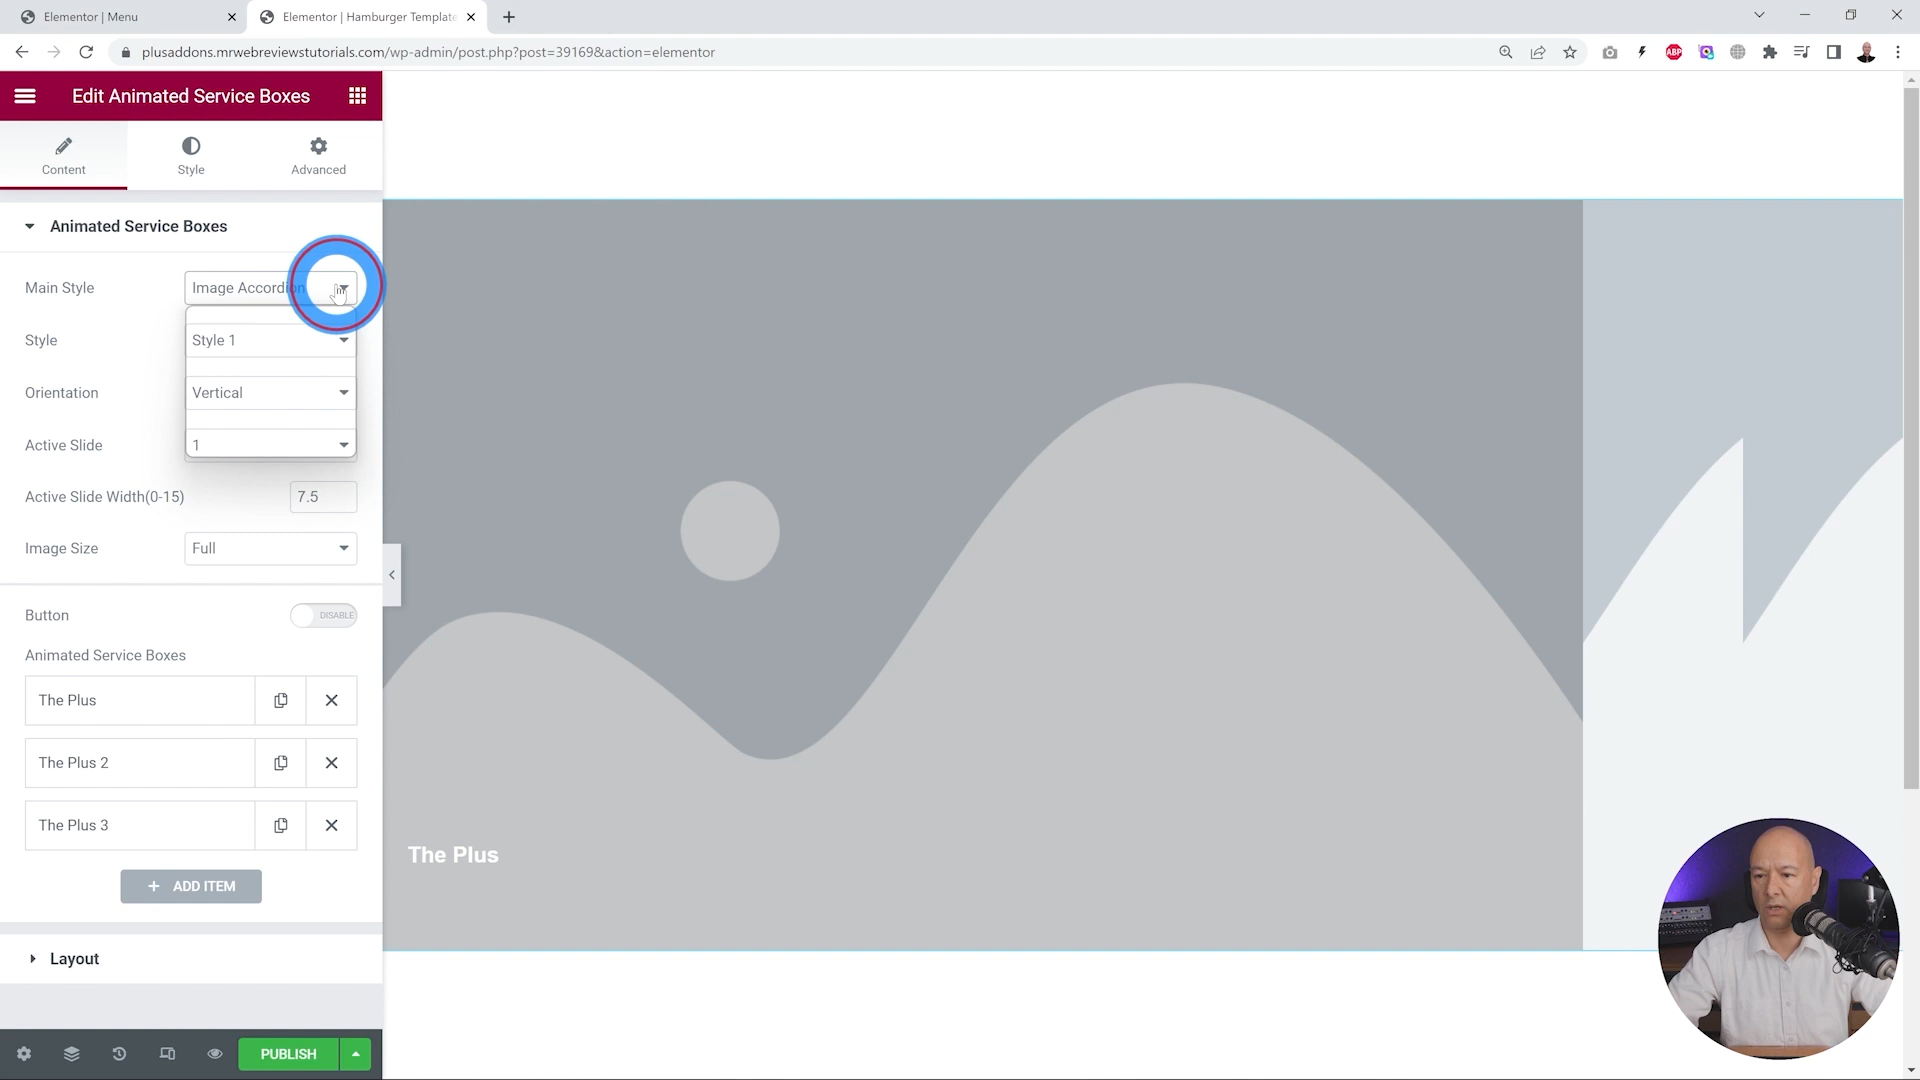 Elementor | Menu
Elementor | Hamburger Template
plusaddons.mrwebreviewstutorials.com/wp-admin/post.php?post=39169&action=elementor
ABP
Edit Animated Service Boxes
Content
Style
Advanced
Animated Service Boxes
Main Style
Image Accordion
Style
Style 1
Orientation
Vertical
Active Slide
1
Active Slide Width(0-15)
7.5
Image Size
Full
Button
DISABLE
Animated Service Boxes
The Plus
The Plus 2
The Plus 3
ADD ITEM
Layout
PUBLISH
The Plus